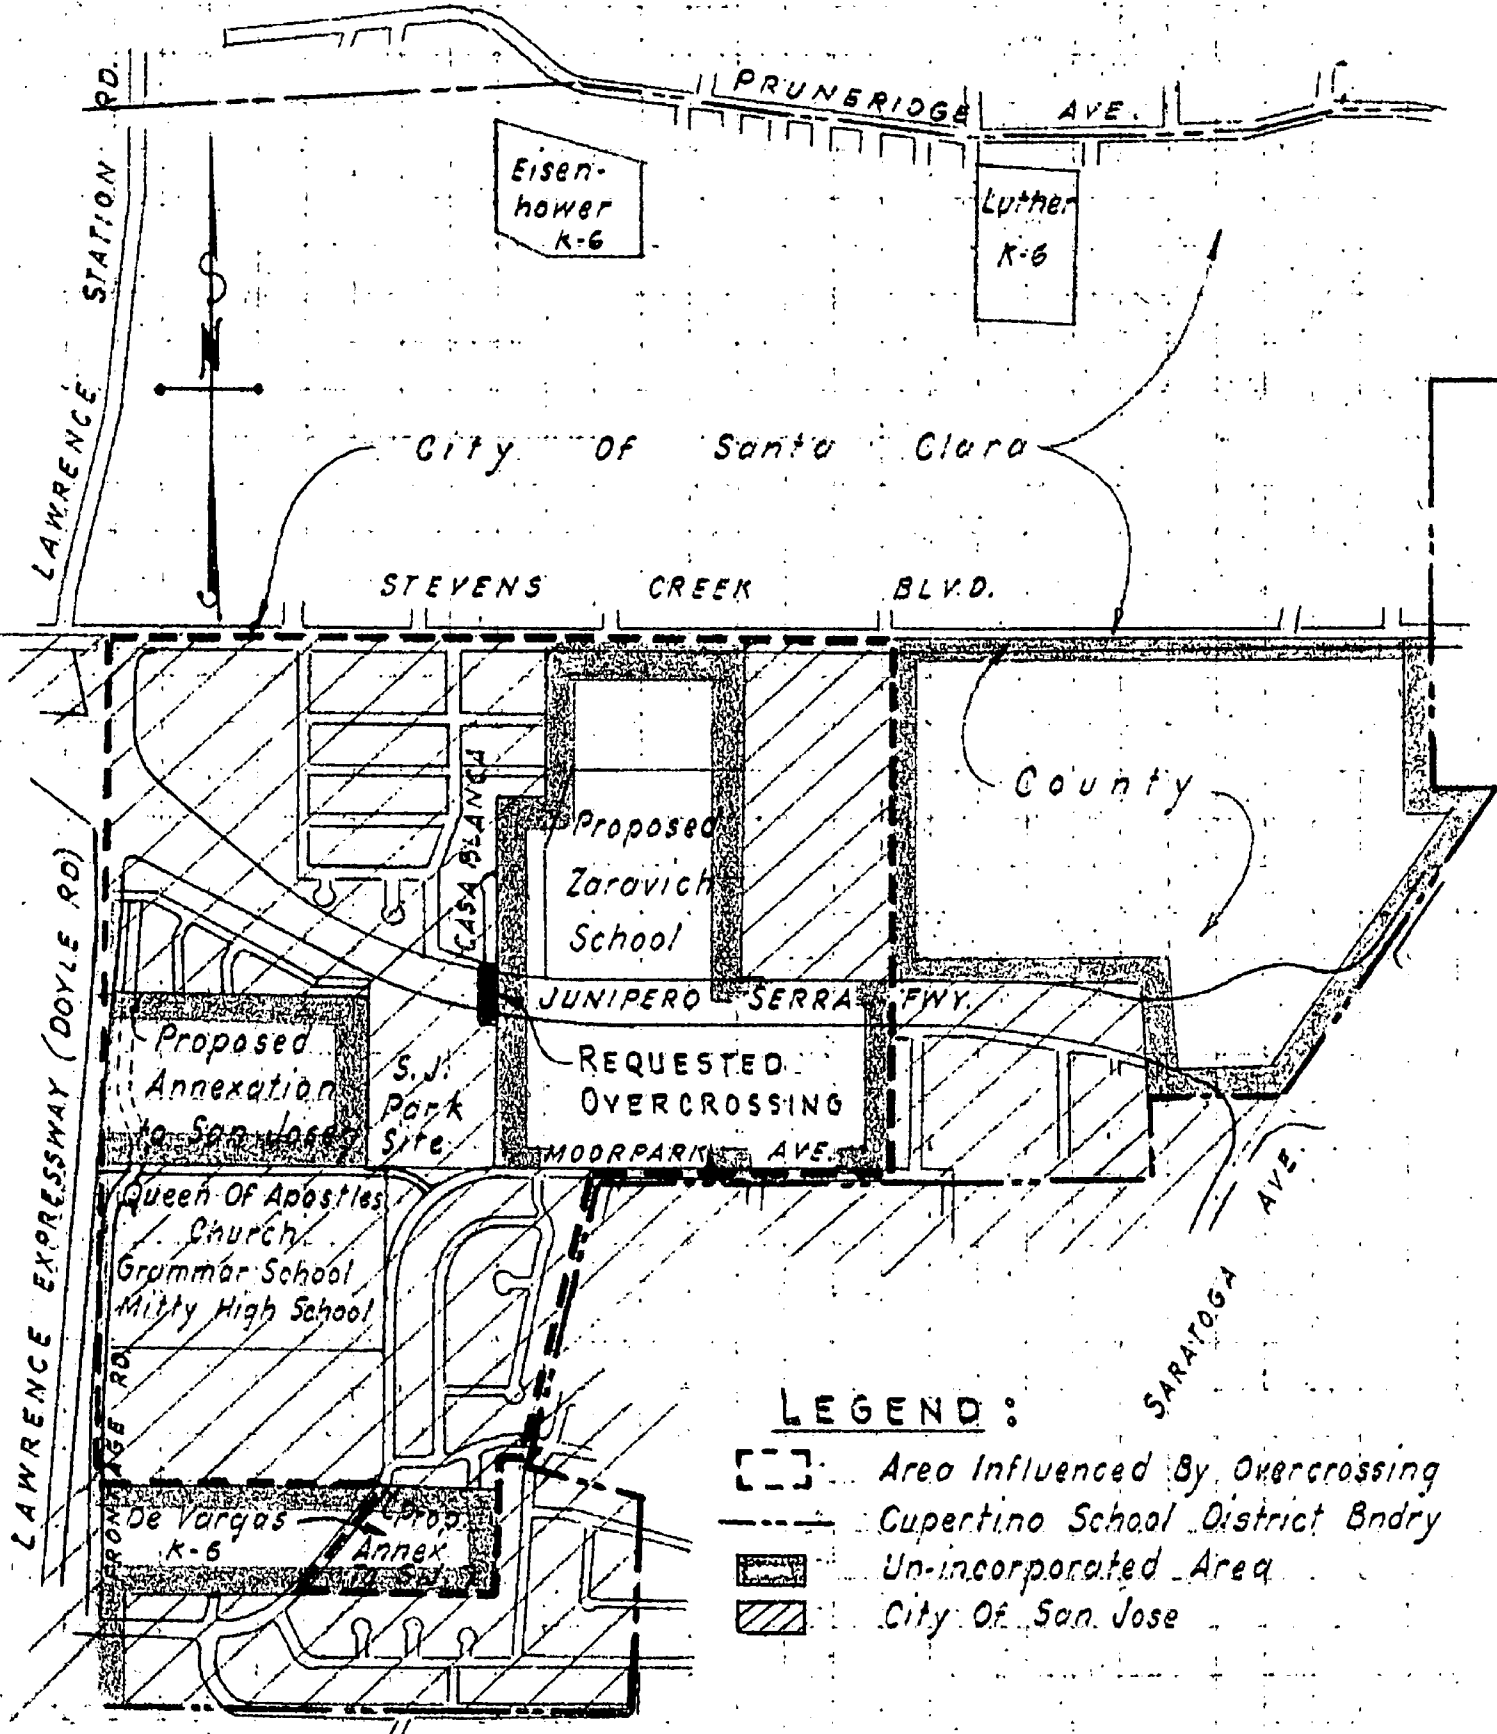 PRUNERIDGE AVE.
LAWRENCE STATION RD.
Eisen-
hower
K-6
Luther
K-6
N
City Of Santa Clara
STEVENS CREEK BLVD.
County
CASA BLANCA
Proposed
Zaravich
School
JUNIPERO SERRA FWY.
REQUESTED
OVERCROSSING
Proposed
Annexation
to San Jose
S.J.
Park
Site
MOORPARK AVE.
Queen Of Apostles
Church
Grammar School
Mitty High School
LAWRENCE EXPRESSWAY (DOYLE RD)
FRONTAGE RD
De Vargas
K-6
(Prop.
Annex
SARATOGA AVE.
LEGEND:
Area Influenced By Overcrossing
Cupertino School District Bndry
Un-incorporated Area
City Of San Jose